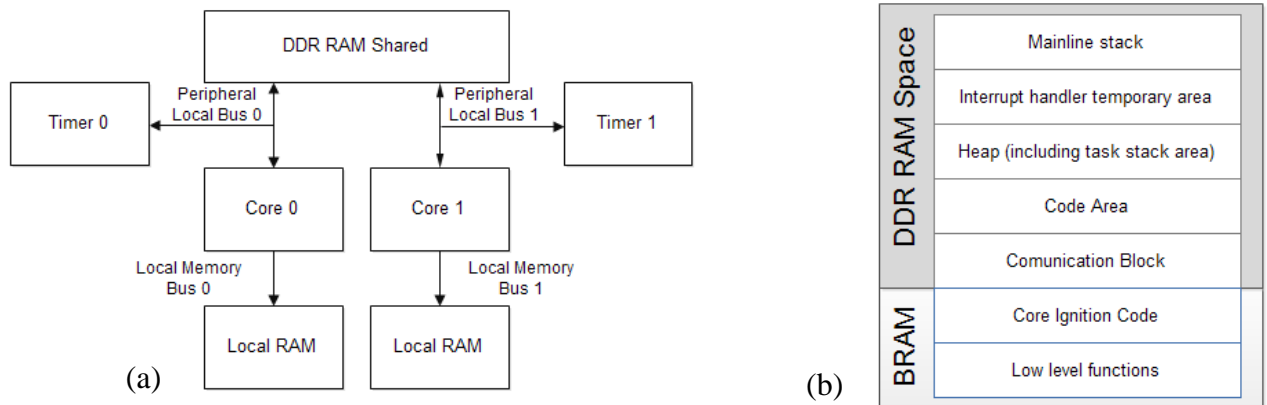 DDR RAM Shared
Peripheral
Local Bus 0
Peripheral
Local Bus 1
Timer 0
Timer 1
Core 0
Core 1
Local Memory
Bus 0
Local Memory
Bus 1
Local RAM
Local RAM
(a)
DDR RAM Space
Mainline stack
Interrupt handler temporary area
Heap (including task stack area)
Code Area
Comunication Block
BRAM
Core Ignition Code
Low level functions
(b)